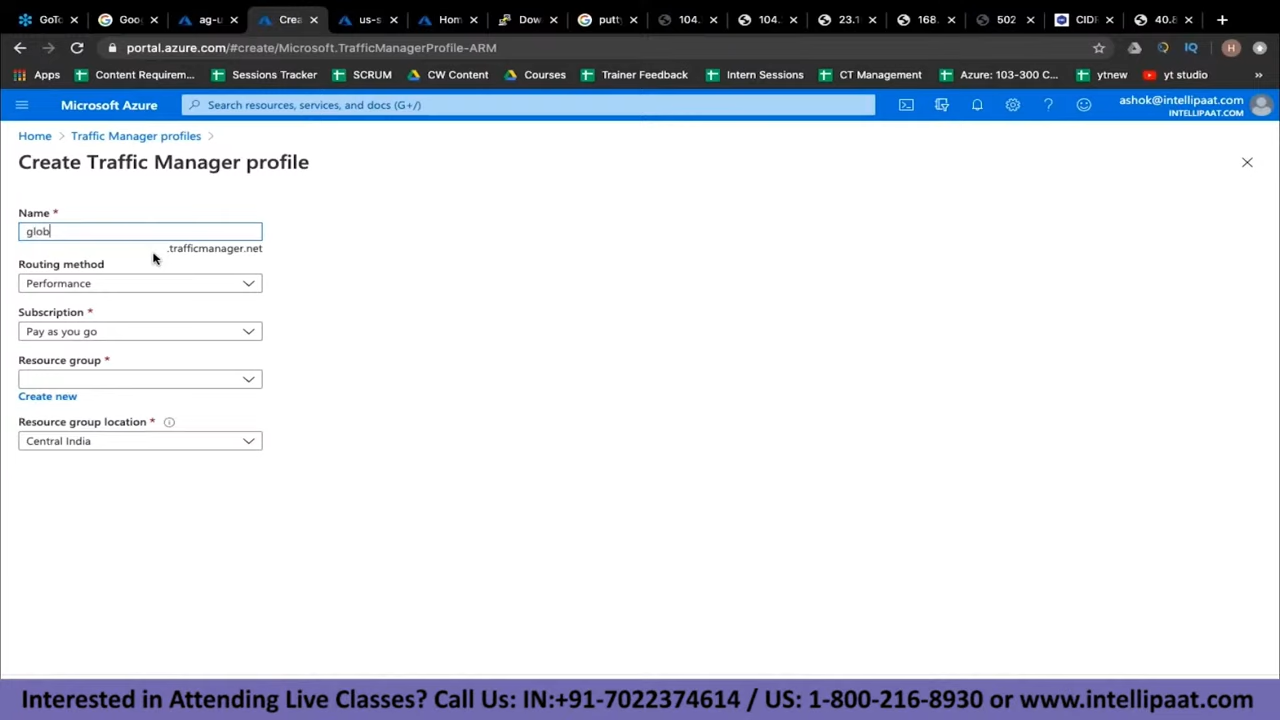 GoTo
Goog
ag-u
Crea
us-s
Hom
Dow
putty
104.
104.
23.1
168.
502
CIDR
40.8
portal.azure.com/#create/Microsoft.TrafficManagerProfile-ARM
IQ
H
Apps
Content Requirem...
Sessions Tracker
SCRUM
CW Content
Courses
Trainer Feedback
Intern Sessions
CT Management
Azure: 103-300 C...
ytnew
yt studio
»
Microsoft Azure
Search resources, services, and docs (G+/)
ashok@intellipaat.com
INTELLIPAAT.COM
Home > Traffic Manager profiles >
Create Traffic Manager profile
Name *
glob
.trafficmanager.net
Routing method
Performance
Subscription *
Pay as you go
Resource group *
Create new
Resource group location *
Central India
Interested in Attending Live Classes? Call Us: IN:+91-7022374614 / US: 1-800-216-8930 or www.intellipaat.com